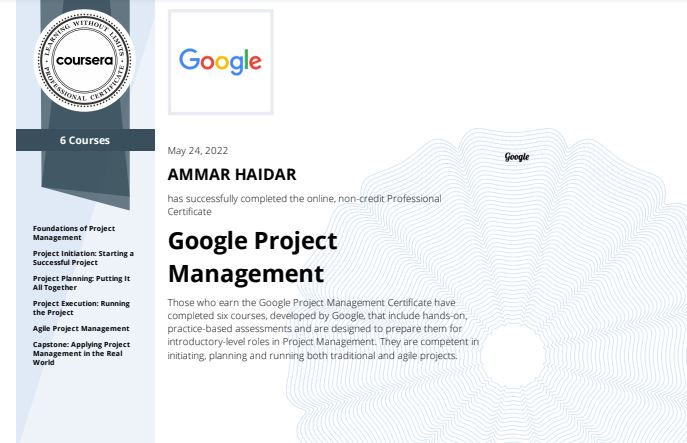 LEARNING WITHOUT LIMITS
coursera
PROFESSIONAL CERTIFICATE
6 Courses
Foundations of Project
Management
Project Initiation: Starting a
Successful Project
Project Planning: Putting It
All Together
Project Execution: Running
the Project
Agile Project Management
Capstone: Applying Project
Management in the Real
World
Google
May 24, 2022
AMMAR HAIDAR
has successfully completed the online, non-credit Professional
Certificate
Google Project
Management
Those who earn the Google Project Management Certificate have
completed six courses, developed by Google, that include hands-on,
practice-based assessments and are designed to prepare them for
introductory-level roles in Project Management. They are competent in
initiating, planning and running both traditional and agile projects.
Google